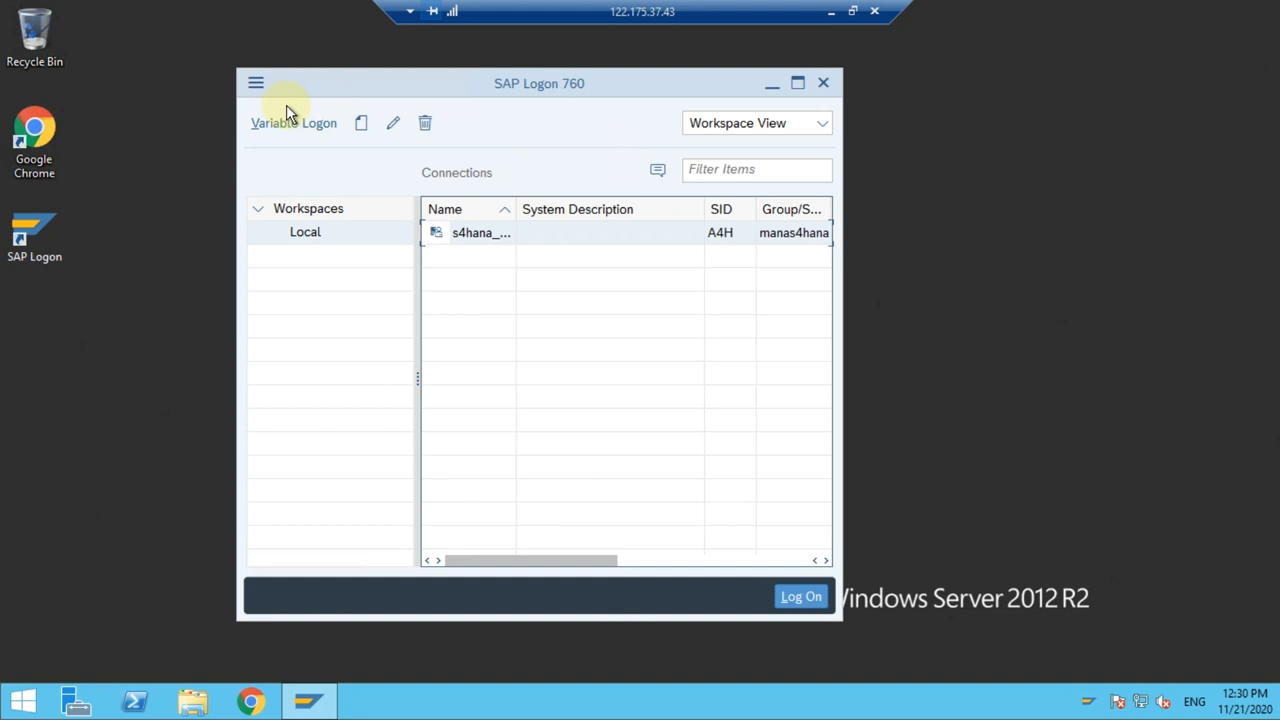 122.175.37.43
Recycle Bin
Google
Chrome
SAP Logon
SAP Logon 760
Variable Logon
Workspace View
Connections
Filter Items
Workspaces
Local
Name
System Description
SID
Group/S...
s4hana_...
A4H
manas4hana
Log On
Windows Server 2012 R2
ENG
12:30 PM
11/21/2020